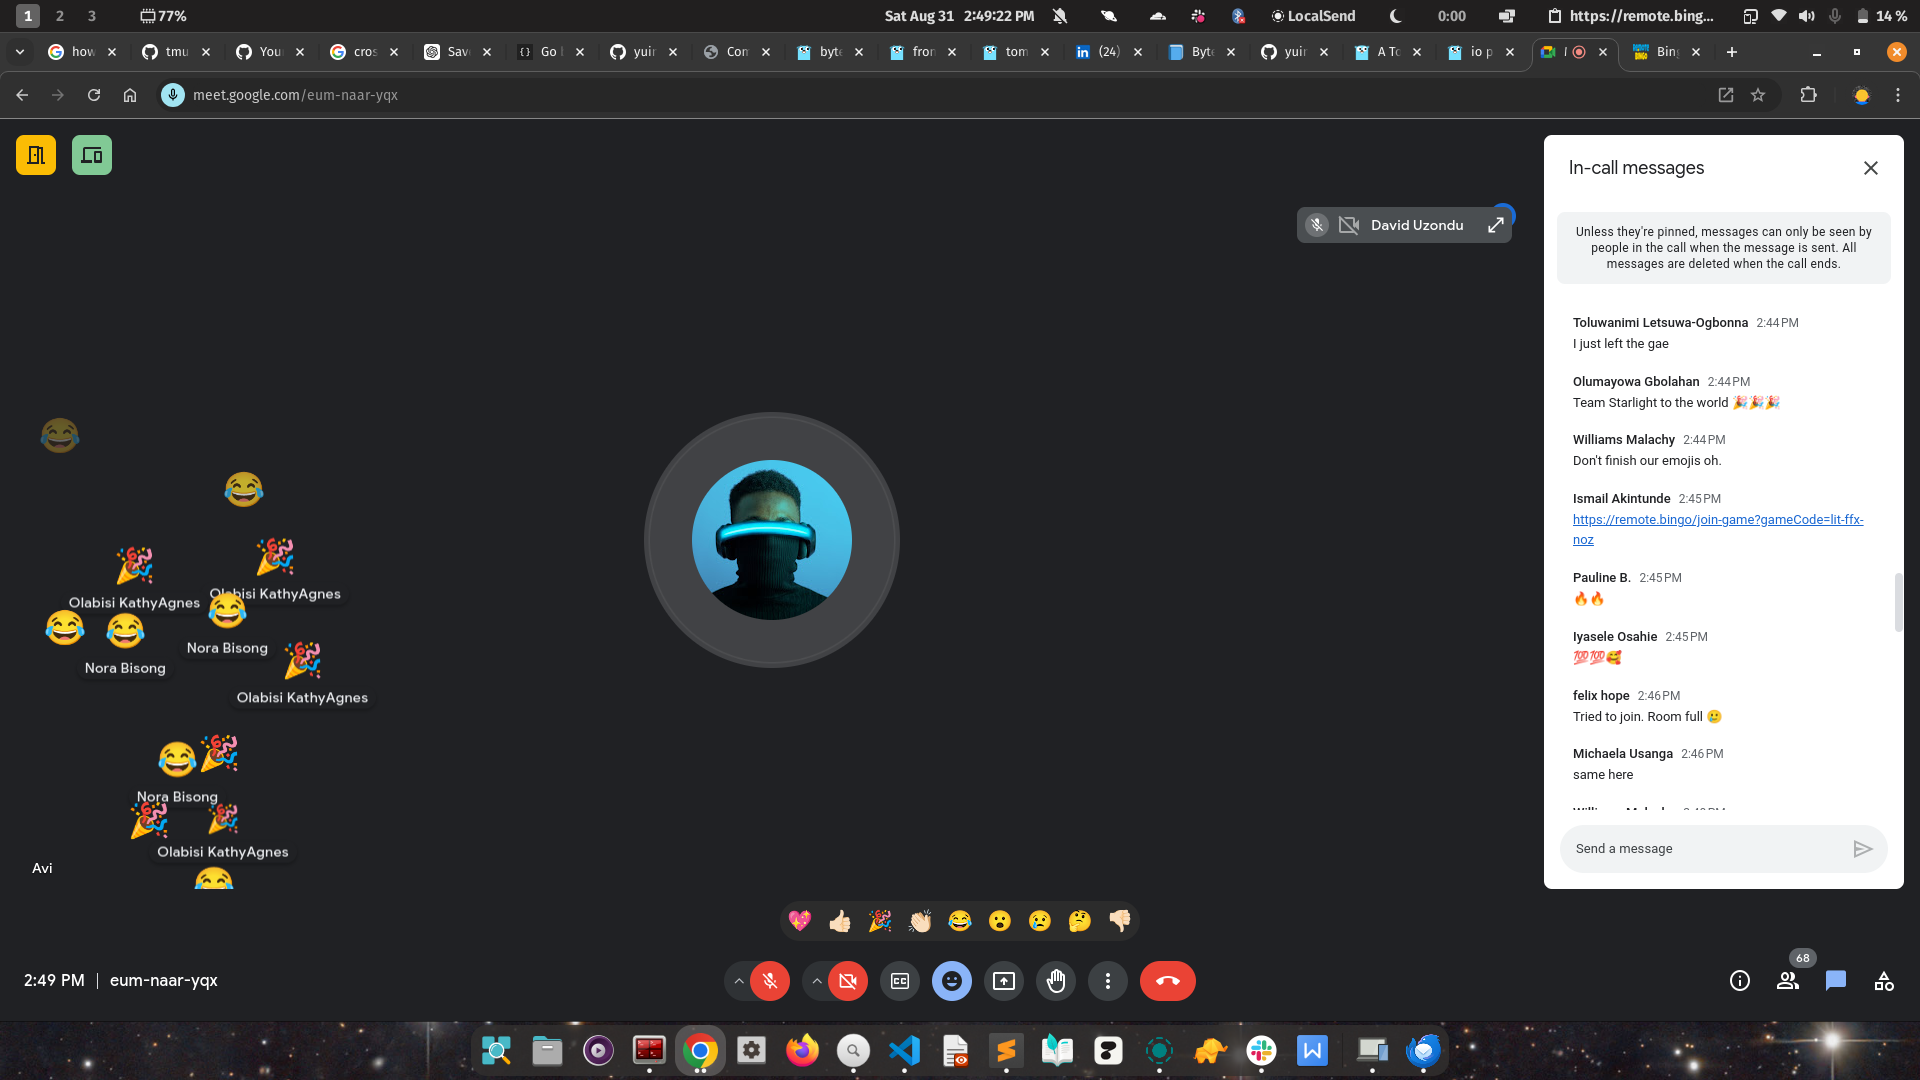 1 2 3 77% Sat Aug 31 2:49:22 PM LocalSend 0:00 https://remote.bing... 14 %
how tmu You cros Sav Go yuir Con byte fron tom (24) Byte yuir A To io p Bin
meet.google.com/eum-naar-yqx
In-call messages
David Uzondu
Unless they're pinned, messages can only be seen by
people in the call when the message is sent. All
messages are deleted when the call ends.
Toluwanimi Letsuwa-Ogbonna 2:44 PM
I just left the gae
Olumayowa Gbolahan 2:44 PM
Team Starlight to the world 🎉🎉🎉
Williams Malachy 2:44 PM
Don't finish our emojis oh.
Ismail Akintunde 2:45 PM
https://remote.bingo/join-game?gameCode=lit-ffx-
noz
Pauline B. 2:45 PM
🔥🔥
Iyasele Osahie 2:45 PM
💯💯🥰
felix hope 2:46 PM
Tried to join. Room full 🥲
Michaela Usanga 2:46 PM
same here
Send a message
Olabisi KathyAgnes
Olabisi KathyAgnes
Nora Bisong
Nora Bisong
Olabisi KathyAgnes
Nora Bisong
Olabisi KathyAgnes
Avi
2:49 PM | eum-naar-yqx
CC
68